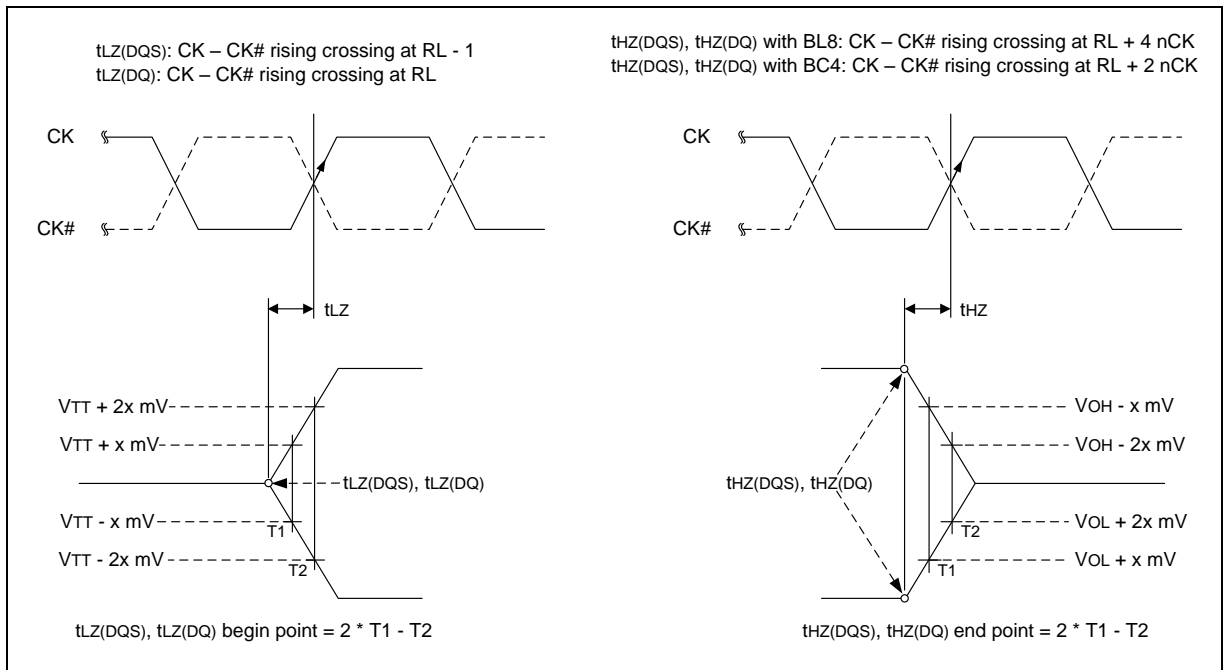 tLZ(DQS): CK – CK# rising crossing at RL - 1
tLZ(DQ): CK – CK# rising crossing at RL
CK
CK#
tLZ
VTT + 2x mV
VTT + x mV
tLZ(DQS), tLZ(DQ)
VTT - x mV
T1
VTT - 2x mV
T2
tLZ(DQS), tLZ(DQ) begin point = 2 * T1 - T2
tHZ(DQS), tHZ(DQ) with BL8: CK – CK# rising crossing at RL + 4 nCK
tHZ(DQS), tHZ(DQ) with BC4: CK – CK# rising crossing at RL + 2 nCK
CK
CK#
tHZ
VOH - x mV
VOH - 2x mV
tHZ(DQS), tHZ(DQ)
VOL + 2x mV
T2
VOL + x mV
T1
tHZ(DQS), tHZ(DQ) end point = 2 * T1 - T2